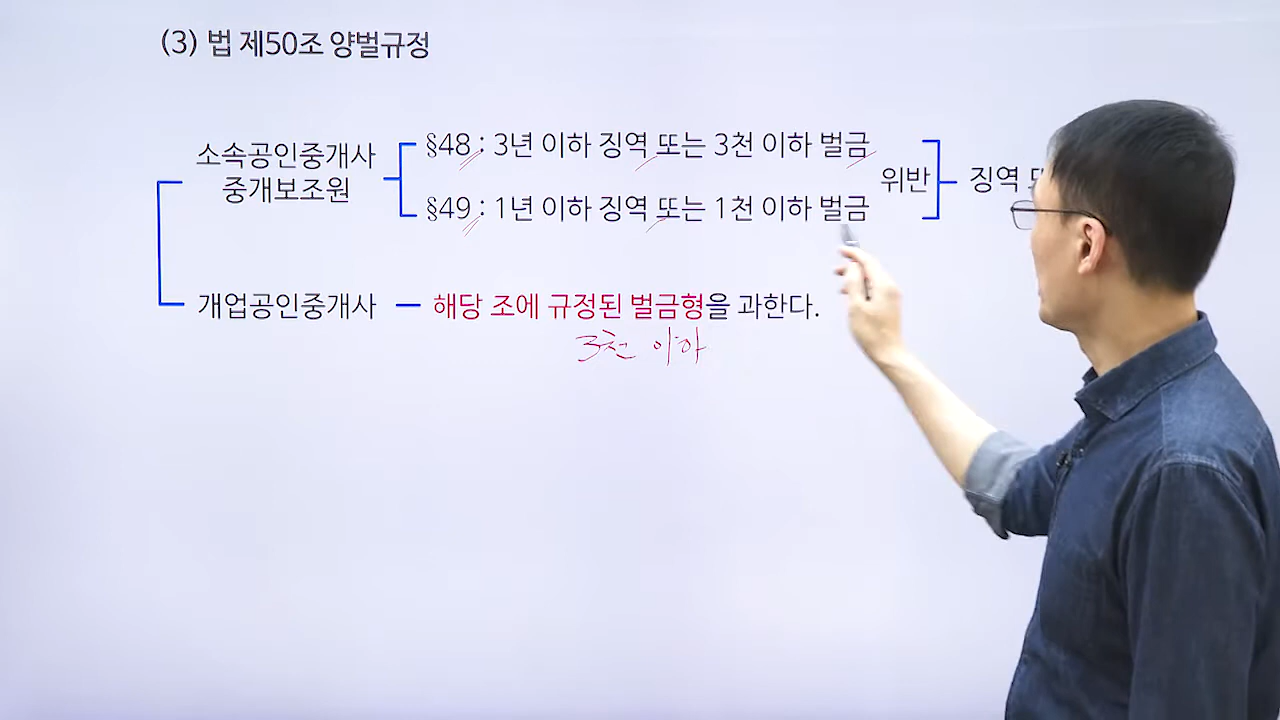 (3) 법 제50조 양벌규정
소속공인중개사
중개보조원
§48 : 3년 이하 징역 또는 3천 이하 벌금
§49 : 1년 이하 징역 또는 1천 이하 벌금
위반
징역
개업공인중개사 — 해당 조에 규정된 벌금형을 과한다.
3천 이하